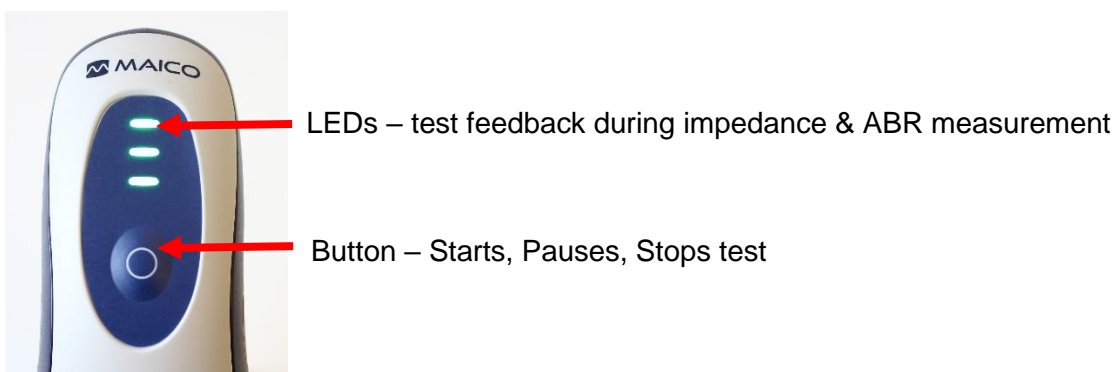 MAICO
LEDs – test feedback during impedance & ABR measurement
Button – Starts, Pauses, Stops test